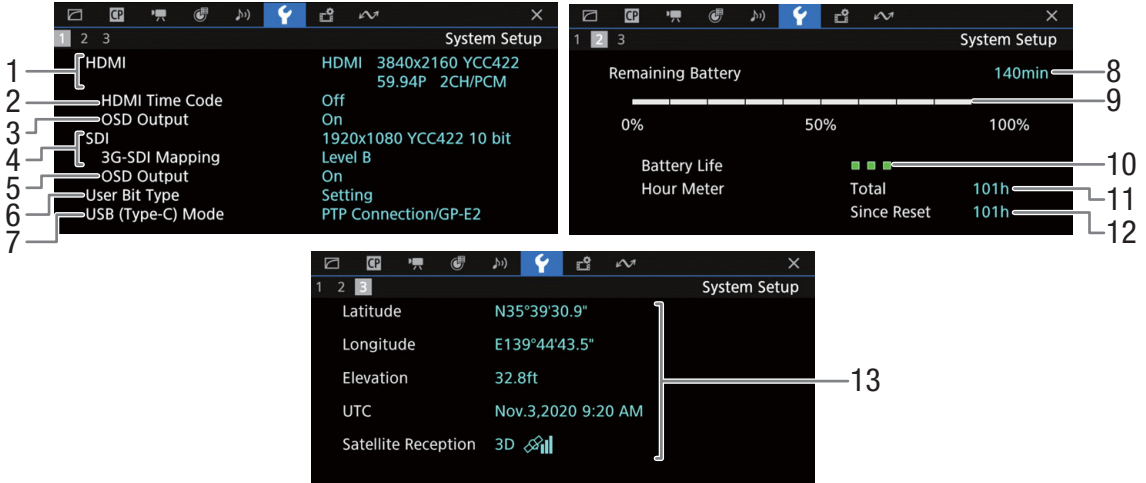 CP
1 2 3
System Setup
1
HDMI
HDMI 3840x2160 YCC422
59.94P 2CH/PCM
2
HDMI Time Code
Off
3
OSD Output
On
4
SDI
1920x1080 YCC422 10 bit
3G-SDI Mapping
Level B
5
OSD Output
On
6
User Bit Type
Setting
7
USB (Type-C) Mode
PTP Connection/GP-E2
CP
1 2 3
System Setup
Remaining Battery
140min
8
9
0%
50%
100%
Battery Life
10
Hour Meter
Total
101h
11
Since Reset
101h
12
CP
1 2 3
System Setup
Latitude
N35°39'30.9"
Longitude
E139°44'43.5"
Elevation
32.8ft
13
UTC
Nov.3,2020 9:20 AM
Satellite Reception
3D